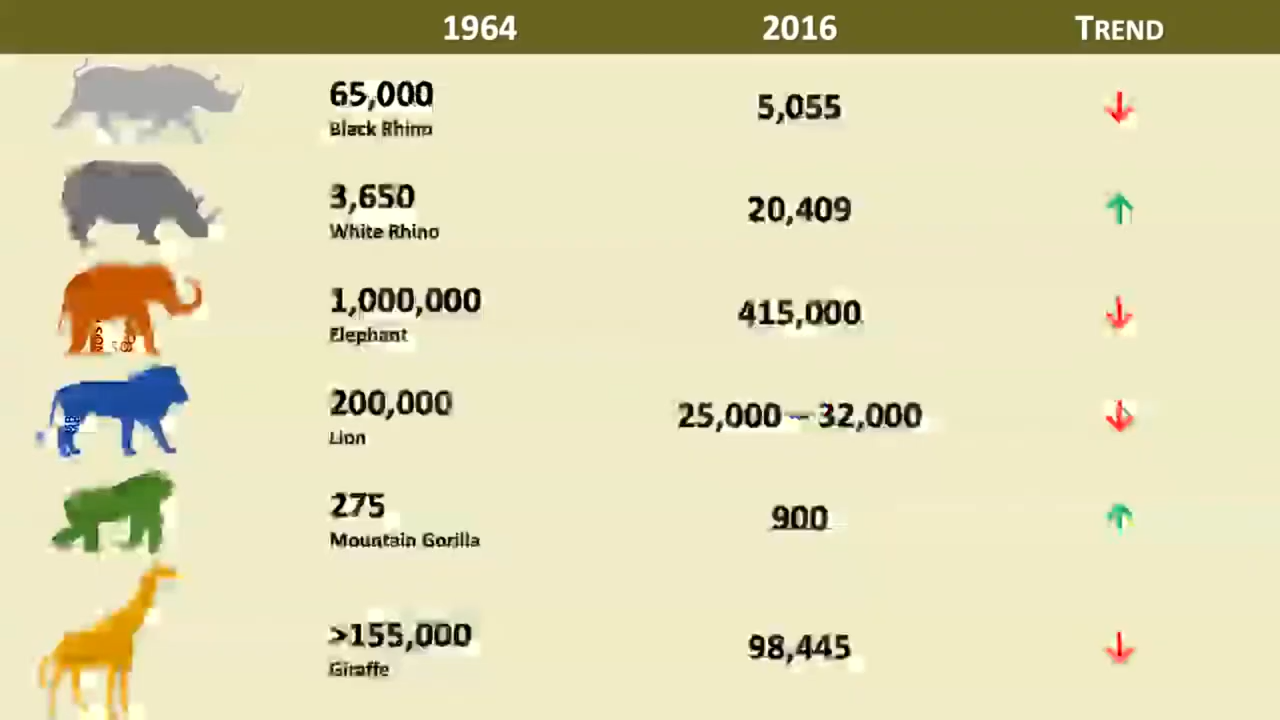 1964 2016 TREND
65,000 5,055
Black Rhino
3,650 20,409
White Rhino
1,000,000 415,000
Elephant
200,000 25,000 – 32,000
Lion
275 900
Mountain Gorilla
>155,000 98,445
Giraffe